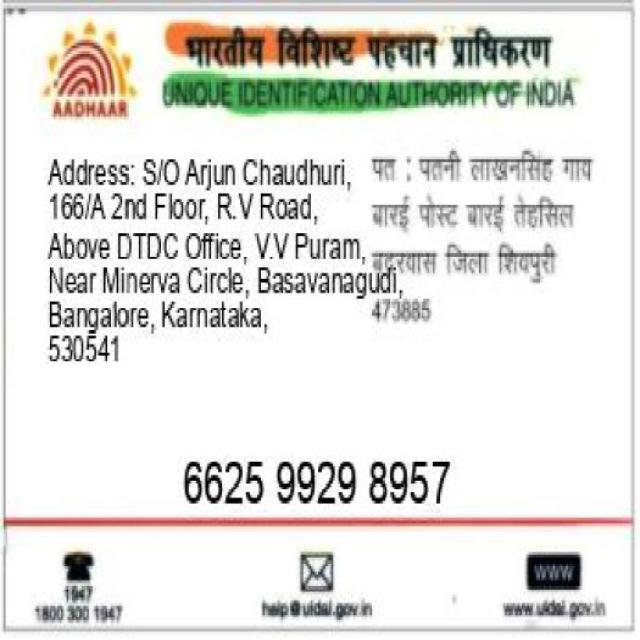 भारतीय विशिष्ट पहचान प्राधिकरण
UNIQUE IDENTIFICATION AUTHORITY OF INDIA
AADHAAR
Address: S/O Arjun Chaudhuri,
166/A 2nd Floor, R.V Road,
Above DTDC Office, V.V Puram,
Near Minerva Circle, Basavanagudi,
Bangalore, Karnataka,
530541
पत : पतनी लाखनसिंह गाव
बारई पोस्ट बारई तेहसिल
बदरवास जिला शिवपुरी
473885
6625 9929 8957
1947
1800 300 1947
help@uidai.gov.in
www
www.uidai.gov.in